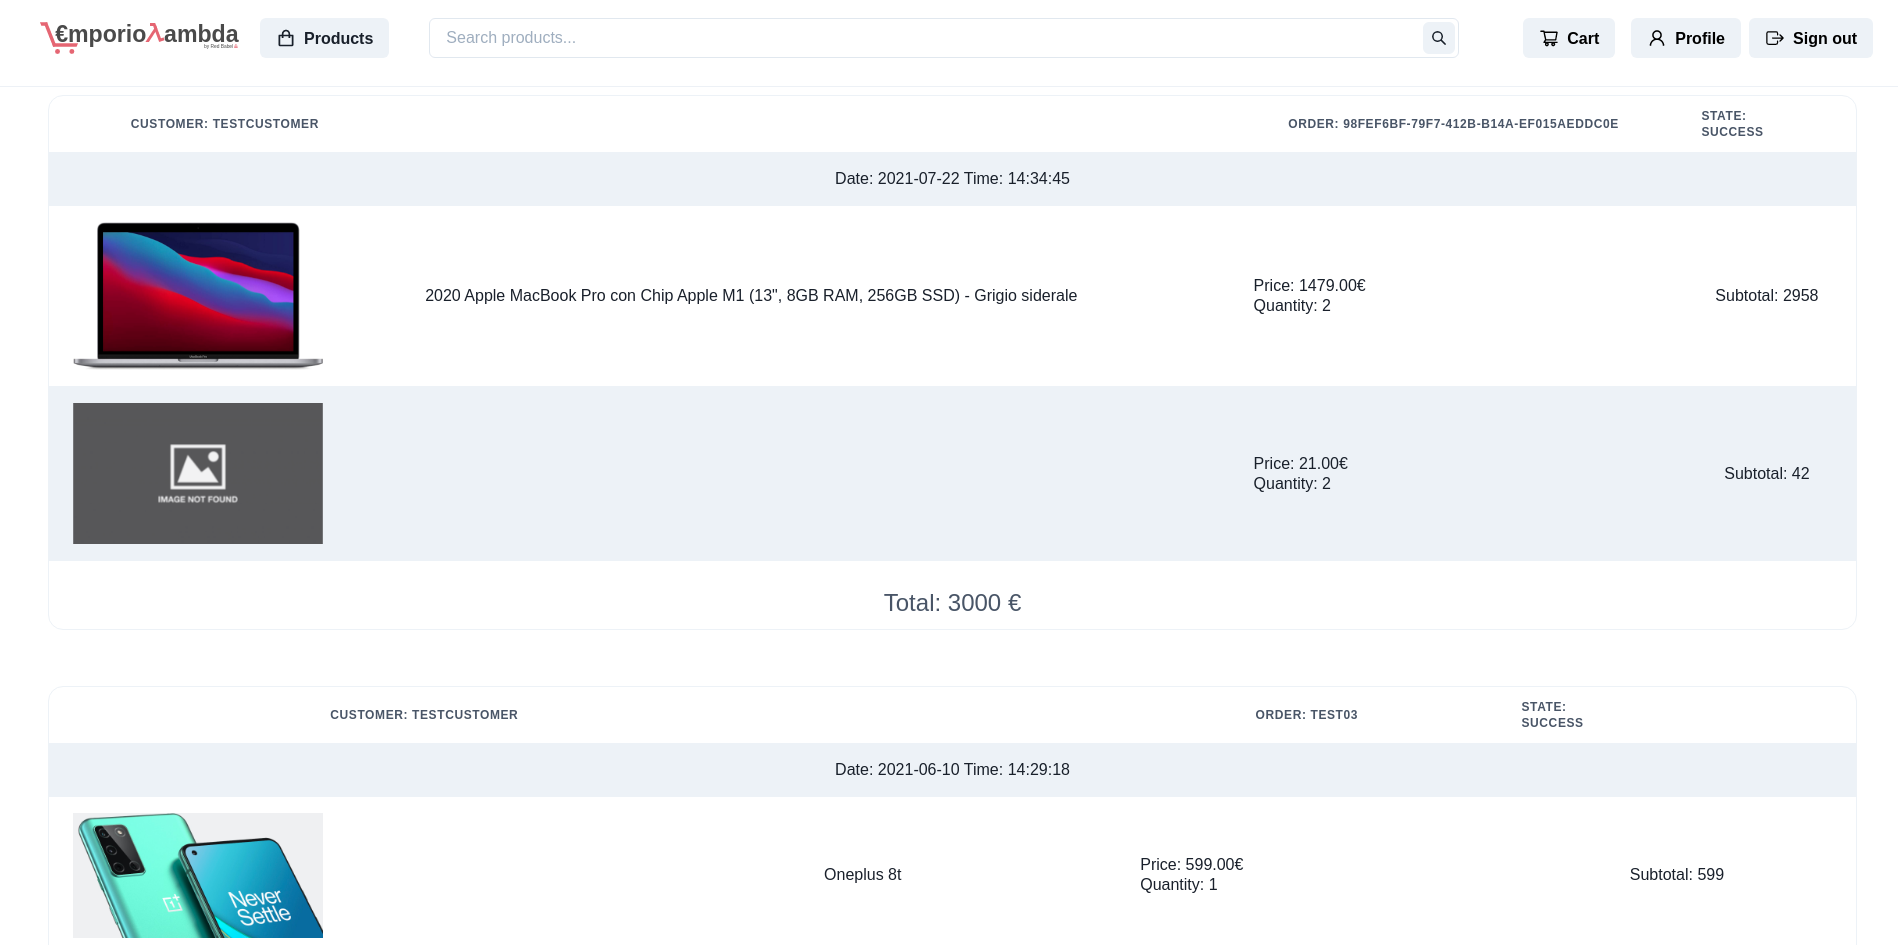 €mporioλambda
by Red Babel
Products
Search products...
Cart
Profile
Sign out
CUSTOMER: TESTCUSTOMER
ORDER: 98FEF6BF-79F7-412B-B14A-EF015AEDDC0E
STATE:
SUCCESS
Date: 2021-07-22 Time: 14:34:45
2020 Apple MacBook Pro con Chip Apple M1 (13", 8GB RAM, 256GB SSD) - Grigio siderale
Price: 1479.00€
Quantity: 2
Subtotal: 2958
IMAGE NOT FOUND
Price: 21.00€
Quantity: 2
Subtotal: 42
Total: 3000 €
CUSTOMER: TESTCUSTOMER
ORDER: TEST03
STATE:
SUCCESS
Date: 2021-06-10 Time: 14:29:18
Never
Settle
Oneplus 8t
Price: 599.00€
Quantity: 1
Subtotal: 599